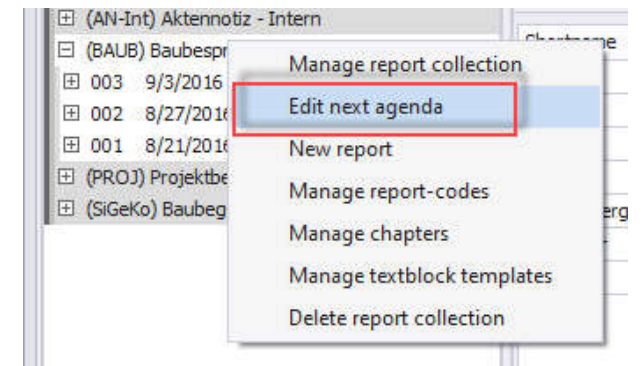 (AN-Int) Aktennotiz - Intern
(BAUB) Baubespr
003 9/3/2016
002 8/27/2016
001 8/21/2016
(PROJ) Projektbe
(SiGeKo) Baubeg
Manage report collection
Edit next agenda
New report
Manage report-codes
Manage chapters
Manage textblock templates
Delete report collection
erg